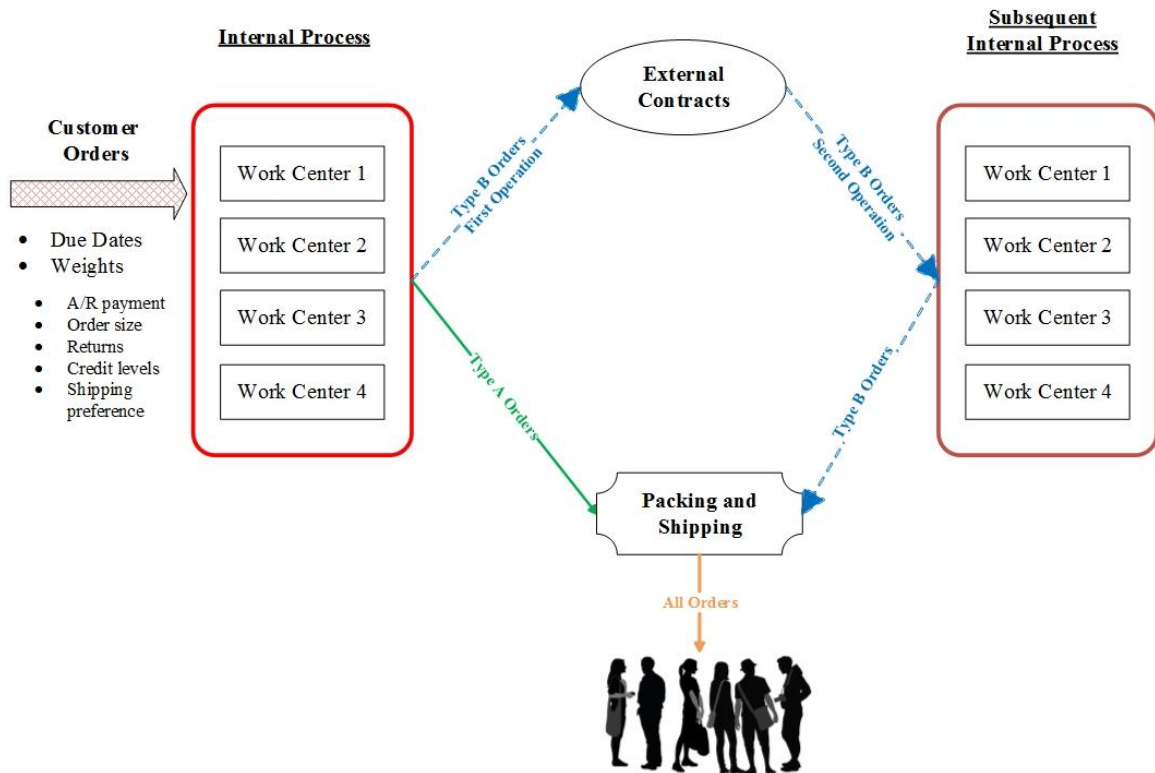 Internal Process
Subsequent
Internal Process
Customer
Orders
• Due Dates
• Weights
• A/R payment
• Order size
• Returns
• Credit levels
• Shipping
preference
Work Center 1
Work Center 2
Work Center 3
Work Center 4
Type B Orders
First Operation
External
Contracts
Type B Orders
Second Operation
Work Center 1
Work Center 2
Work Center 3
Work Center 4
Type A Orders
Type B Orders
Packing and
Shipping
All Orders